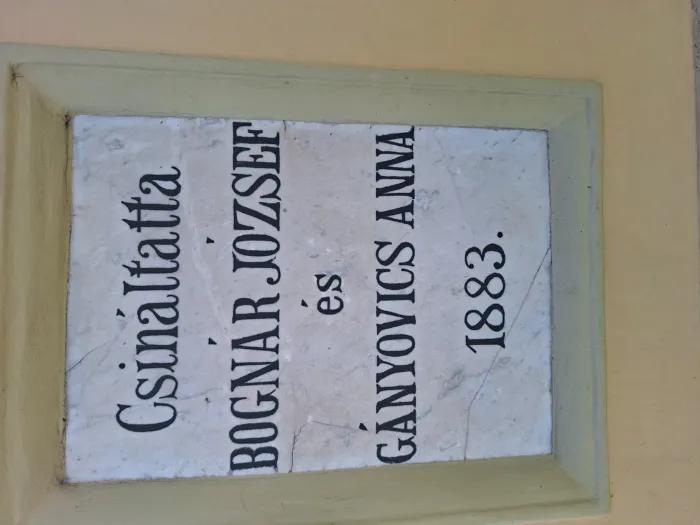 Csináltatta
BOGNÁR JÓZSEF
és
GÁNYOVICS ANNA
1883.